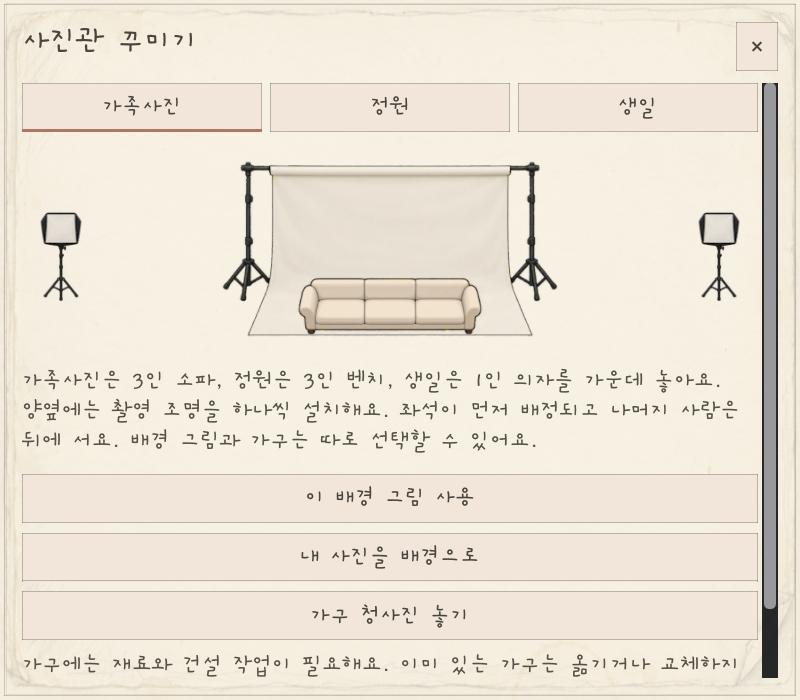 사진관 꾸미기
×
가족사진
정원
생일
가족사진은 3인 소파, 정원은 3인 벤치, 생일은 1인 의자를 가운데 놓아요.
양옆에는 촬영 조명을 하나씩 설치해요. 좌석이 먼저 배정되고 나머지 사람은
뒤에 서요. 배경 그림과 가구는 따로 선택할 수 있어요.
이 배경 그림 사용
내 사진을 배경으로
가구 청사진 놓기
가구에는 재료와 건설 작업이 필요해요. 이미 있는 가구는 옮기거나 교체하지